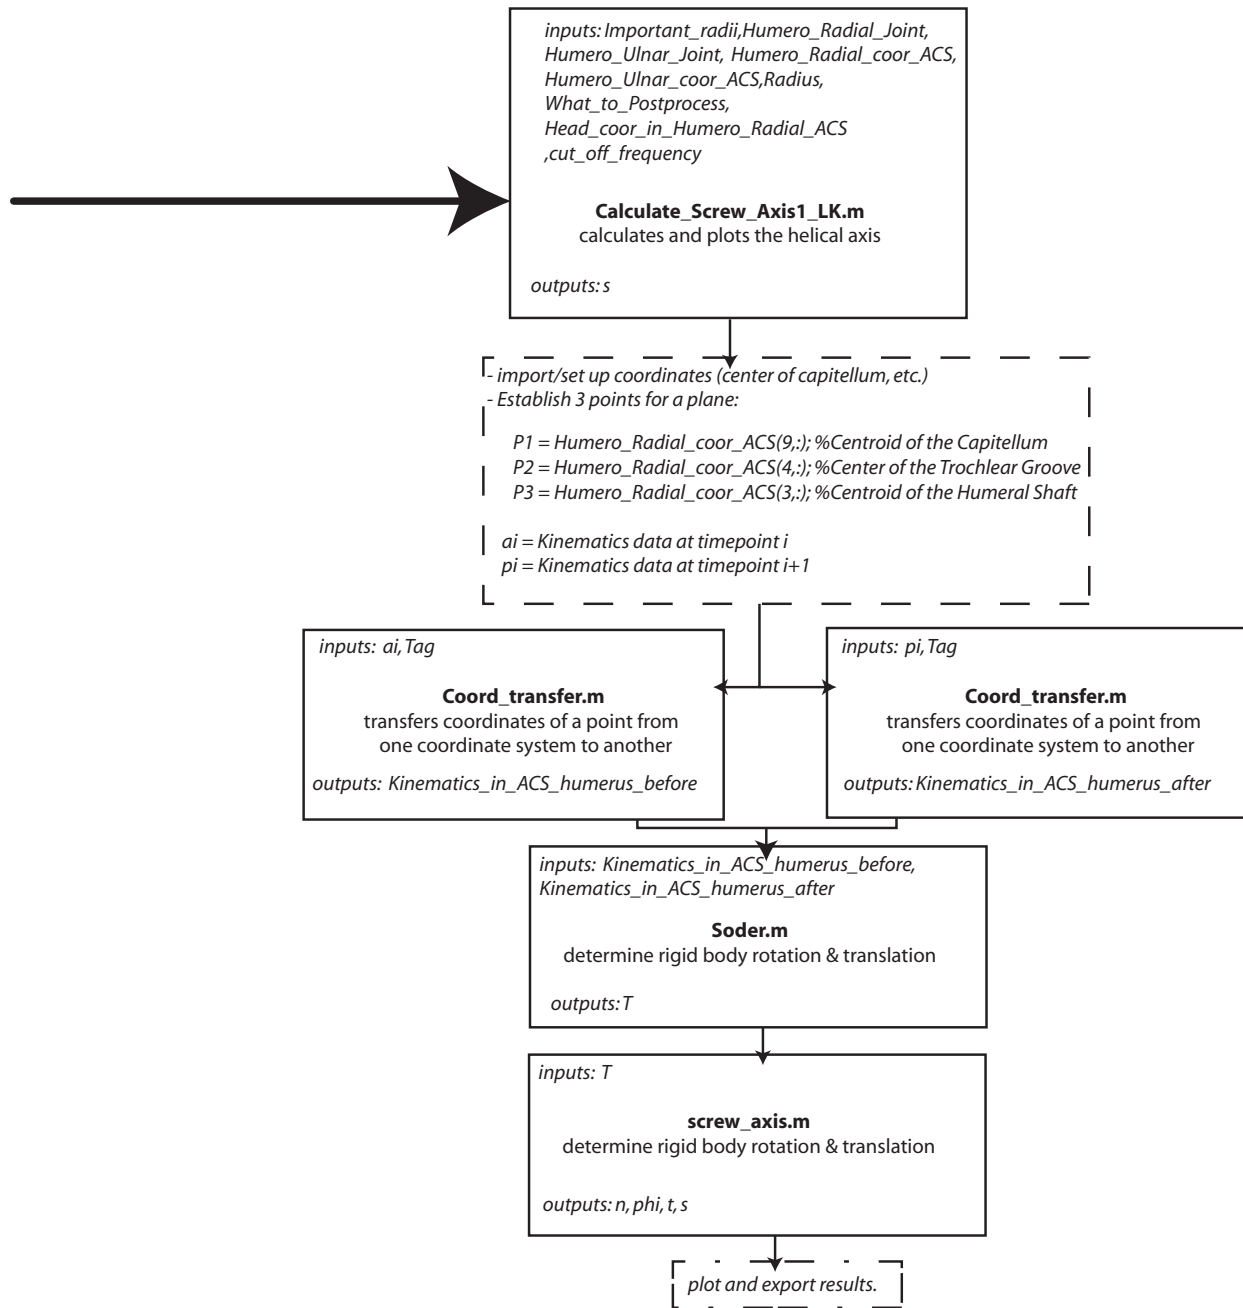 inputs: Important_radii,Humero_Radial_Joint,
Humero_Ulnar_Joint, Humero_Radial_coor_ACS,
Humero_Ulnar_coor_ACS,Radius,
What_to_Postprocess,
Head_coor_in_Humero_Radial_ACS
,cut_off_frequency
Calculate_Screw_Axis1_LK.m
calculates and plots the helical axis
outputs: s
- import/set up coordinates (center of capitellum, etc.)
- Establish 3 points for a plane:
P1 = Humero_Radial_coor_ACS(9,:); %Centroid of the Capitellum
P2 = Humero_Radial_coor_ACS(4,:); %Center of the Trochlear Groove
P3 = Humero_Radial_coor_ACS(3,:); %Centroid of the Humeral Shaft
ai = Kinematics data at timepoint i
pi = Kinematics data at timepoint i+1
inputs: ai, Tag
Coord_transfer.m
transfers coordinates of a point from
one coordinate system to another
outputs: Kinematics_in_ACS_humerus_before
inputs: pi, Tag
Coord_transfer.m
transfers coordinates of a point from
one coordinate system to another
outputs: Kinematics_in_ACS_humerus_after
inputs: Kinematics_in_ACS_humerus_before,
Kinematics_in_ACS_humerus_after
Soder.m
determine rigid body rotation & translation
outputs: T
inputs: T
screw_axis.m
determine rigid body rotation & translation
outputs: n, phi, t, s
plot and export results.